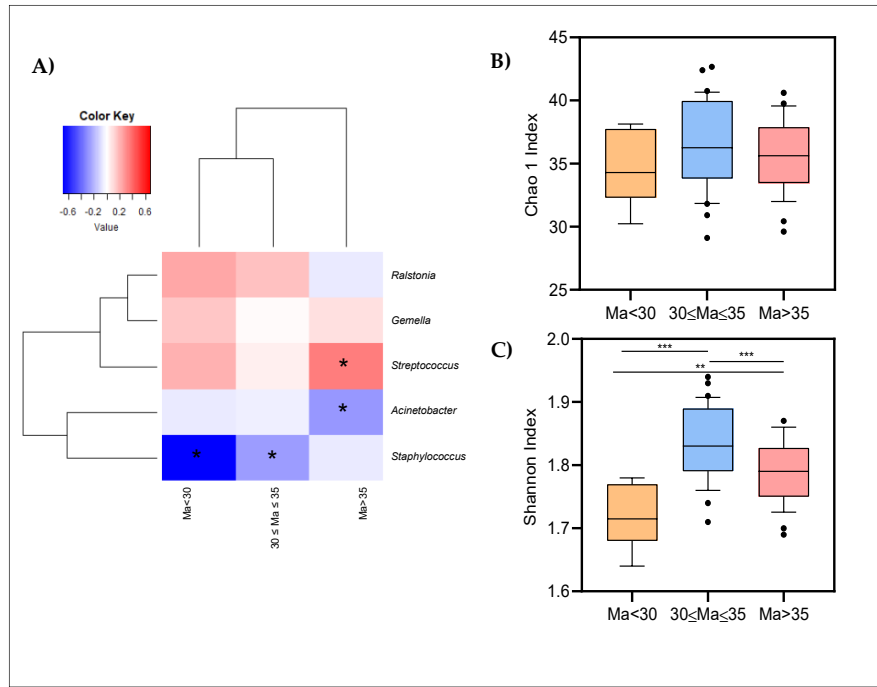 A)
Color Key
-0.6 -0.2 0.2 0.6
Value
Ralstonia
Gemella
Streptococcus
*
Acinetobacter
*
Staphylococcus
* *
Ma<30
30 ≤ Ma ≤ 35
Ma>35
B)
Chao 1 Index
45
40
35
30
25
Ma<30 30≤Ma≤35 Ma>35
C)
Shannon Index
2.0
1.9
1.8
1.7
1.6
*** ***
**
Ma<30 30≤Ma≤35 Ma>35